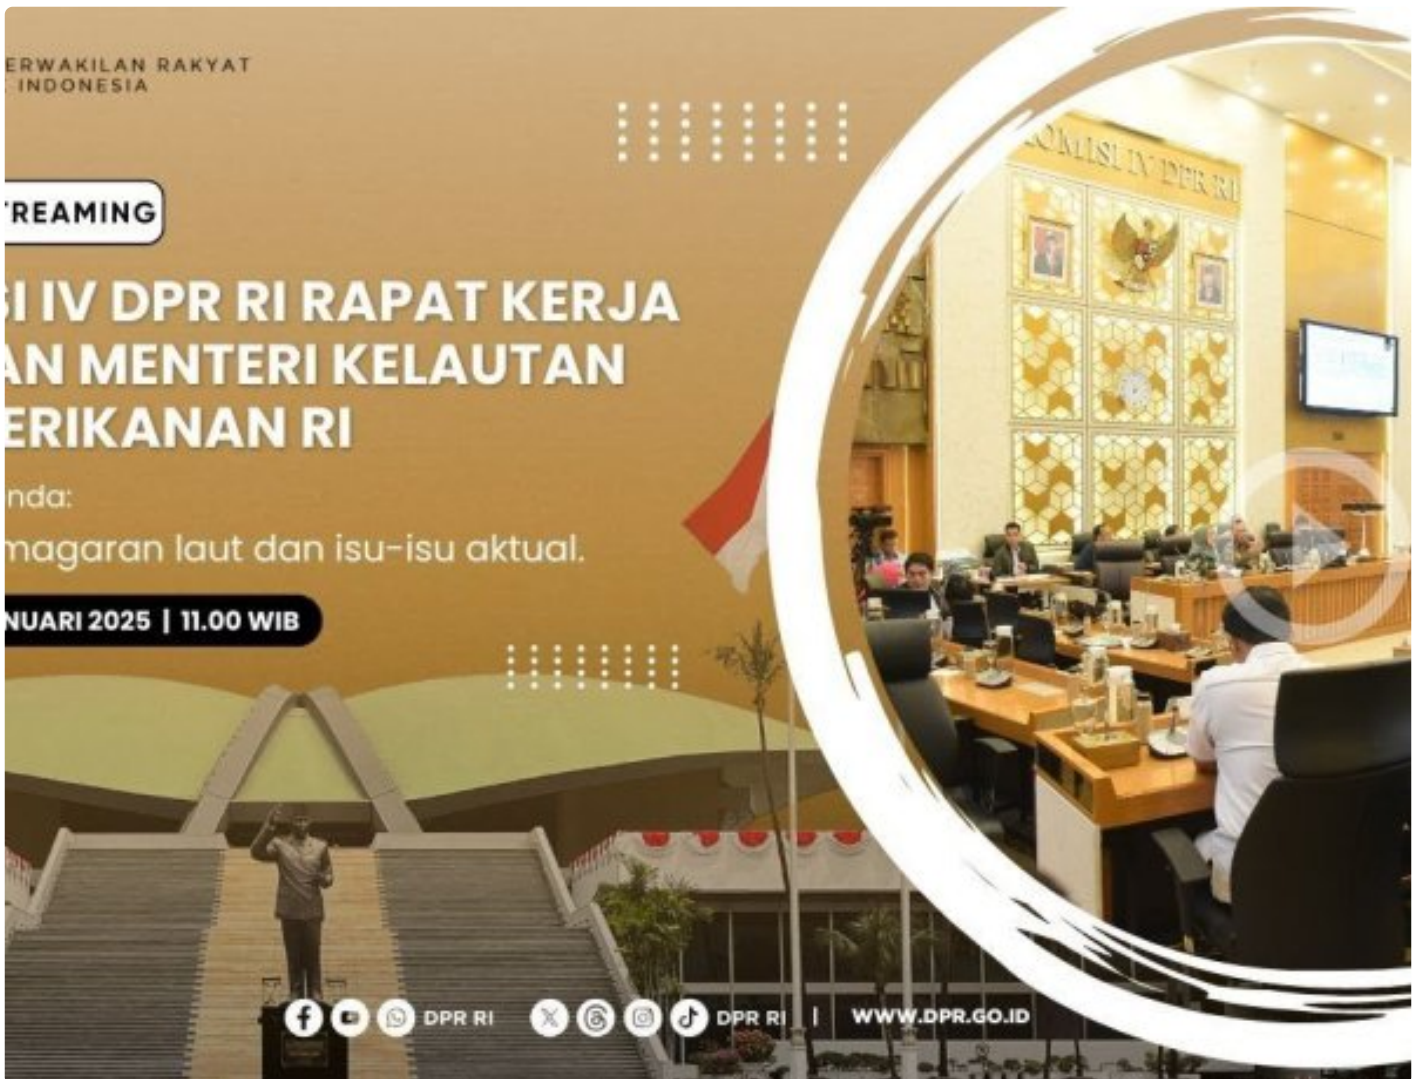 ERWAKILAN RAKYAT
INDONESIA
TREAMING
SI IV DPR RI RAPAT KERJA
AN MENTERI KELAUTAN
ERIKANAN RI
nda:
magaran laut dan isu-isu aktual.
NUARI 2025 | 11.00 WIB
KOMISI IV DPR RI
DPR RI
DPR RI | WWW.DPR.GO.ID